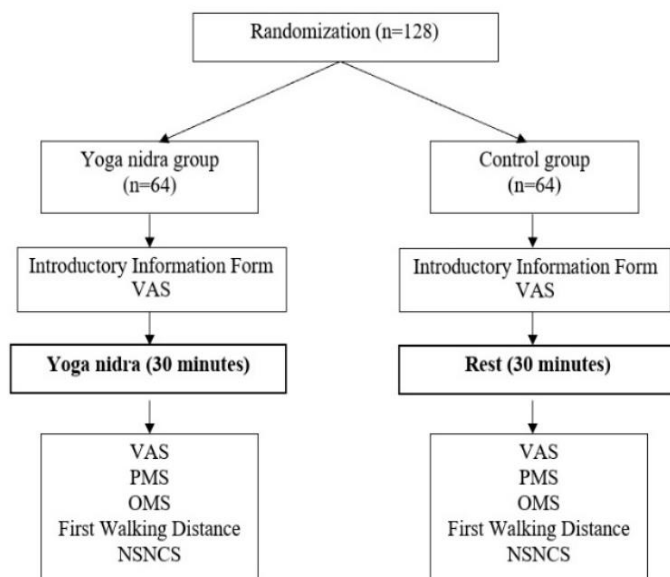 Randomization (n=128)
Yoga nidra group
(n=64)
Introductory Information Form
VAS
Yoga nidra (30 minutes)
VAS
PMS
OMS
First Walking Distance
NSNCS
Control group
(n=64)
Introductory Information Form
VAS
Rest (30 minutes)
VAS
PMS
OMS
First Walking Distance
NSNCS